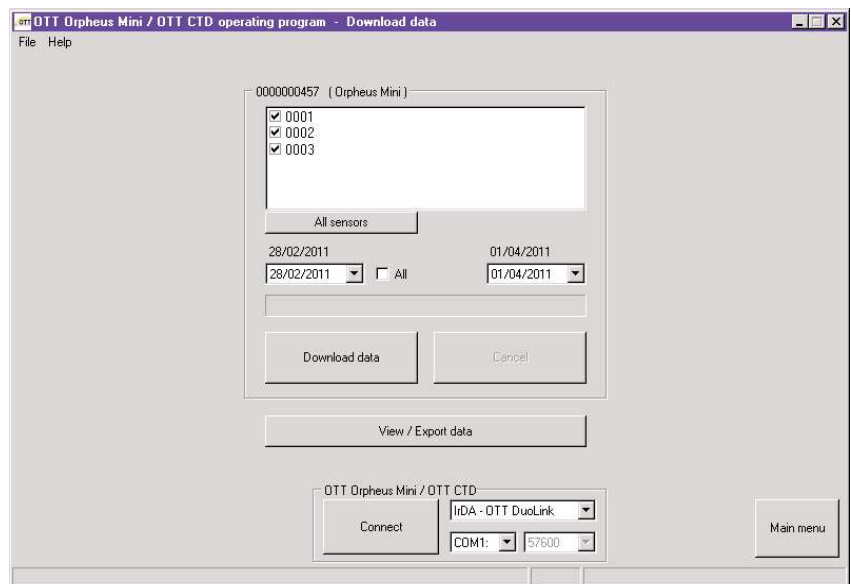 OTT OTT Orpheus Mini / OTT CTD operating program - Download data
File Help
0000000457 ( Orpheus Mini )
0001
0002
0003
All sensors
28/02/2011 01/04/2011
28/02/2011 All 01/04/2011
Download data Cancel
View / Export data
OTT Orpheus Mini / OTT CTD
Connect IrDA - OTT DuoLink
COM1: 57600
Main menu